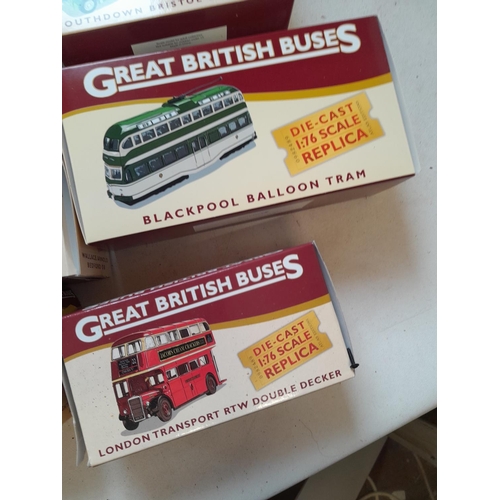 SOUTHDOWN BRISTOL
GREAT BRITISH BUSES
DIE-CAST
1:76 SCALE
REPLICA
BLACKPOOL BALLOON TRAM
GREAT BRITISH BUSES
DIE-CAST
1:76 SCALE
REPLICA
LONDON TRANSPORT RTW DOUBLE DECKER